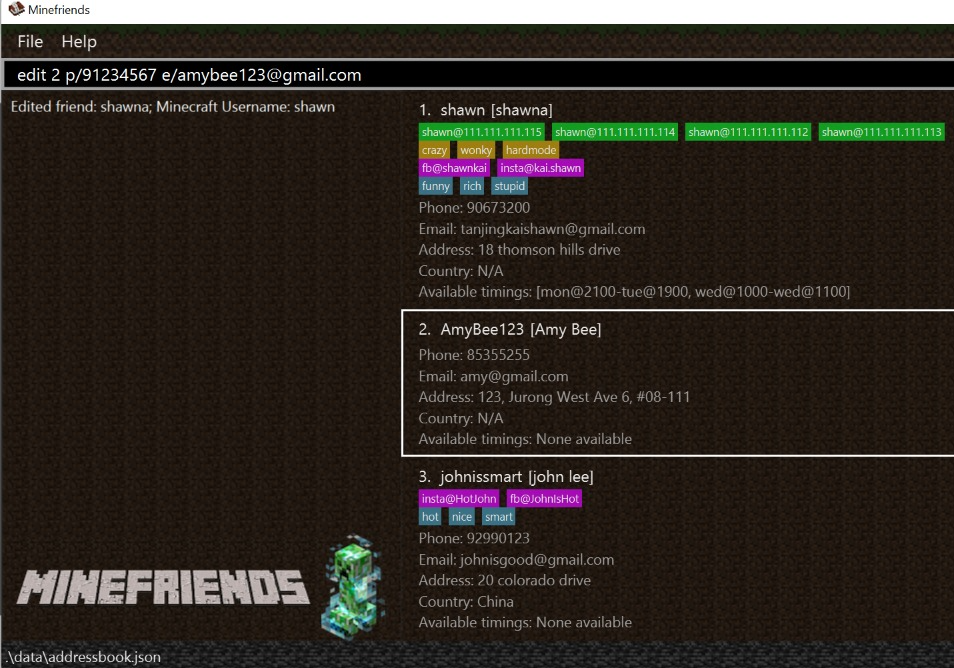 Minefriends
File Help
edit 2 p/91234567 e/amybee123@gmail.com
Edited friend: shawna; Minecraft Username: shawn
1. shawn [shawna]
shawn@111.111.111.115 shawn@111.111.111.114 shawn@111.111.111.112 shawn@111.111.111.113
crazy wonky hardmode
fb@shawnkai insta@kai.shawn
funny rich stupid
Phone: 90673200
Email: tanjingkaishawn@gmail.com
Address: 18 thomson hills drive
Country: N/A
Available timings: [mon@2100-tue@1900, wed@1000-wed@1100]
2. AmyBee123 [Amy Bee]
Phone: 85355255
Email: amy@gmail.com
Address: 123, Jurong West Ave 6, #08-111
Country: N/A
Available timings: None available
3. johnissmart [john lee]
insta@HotJohn fb@JohnIsHot
hot nice smart
Phone: 92990123
Email: johnisgood@gmail.com
Address: 20 colorado drive
Country: China
Available timings: None available
MINEFRIENDS
.\data\addressbook.json